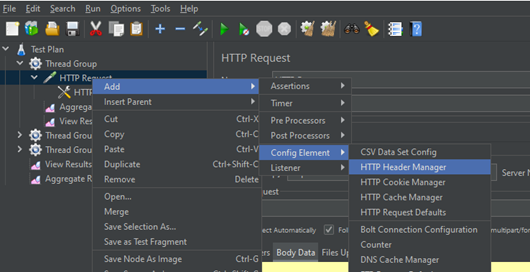 File Edit Search Run Options Tools Help
Test Plan
Thread Group
HTTP Request
HTTP
Aggrega
View Res
Thread Grou
Thread Grou
View Results
Aggregate R
HTTP Request
Add
Insert Parent
Cut Ctrl-X
Copy Ctrl-C
Paste Ctrl-V
Duplicate Ctrl+Shift-C
Remove Delete
Open...
Merge
Save Selection As...
Save as Test Fragment
Save Node As Image Ctrl-G
Assertions
Timer
Pre Processors
Post Processors
Config Element
Listener
CSV Data Set Config
HTTP Header Manager
HTTP Cookie Manager
HTTP Cache Manager
HTTP Request Defaults
Bolt Connection Configuration
Counter
DNS Cache Manager
Server N
quest
ect Automatically Follo
multipart/for
Body Data Files Up